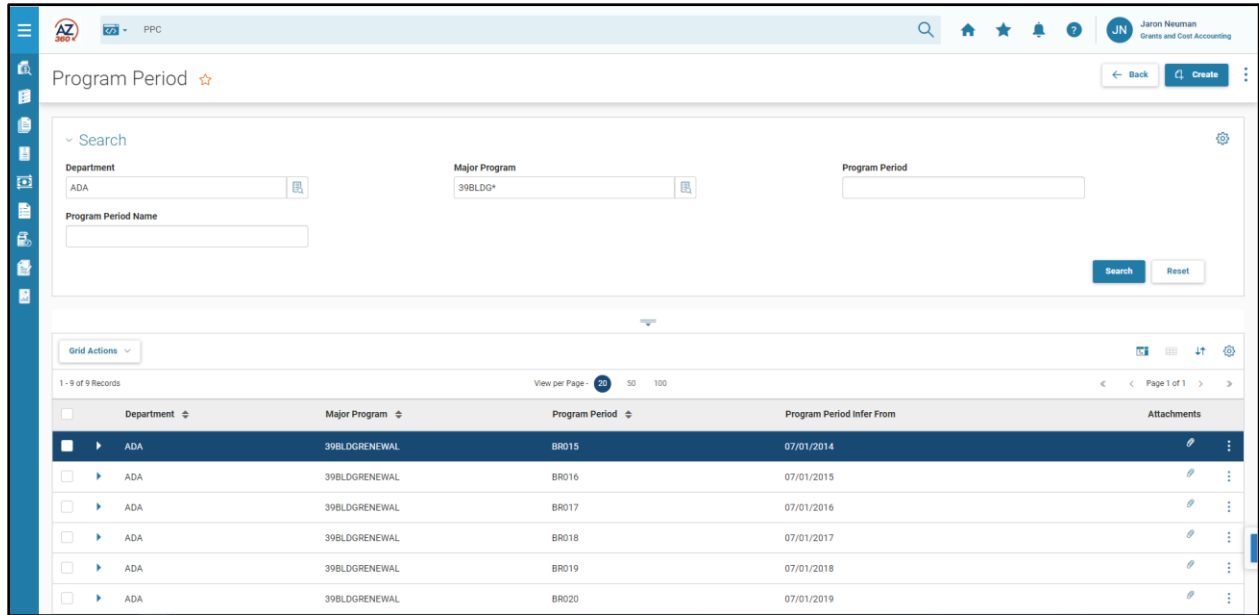 AZ 360 PPC
JN Jaron Neuman
Grants and Cost Accounting
Program Period
Back Create
Search
Department Major Program Program Period
ADA 39BLDG*
Program Period Name
Search Reset
Grid Actions
1 - 9 of 9 Records View per Page - 20 50 100 Page 1 of 1
Department Major Program Program Period Program Period Infer From Attachments
ADA 39BLDGRENEWAL BR015 07/01/2014
ADA 39BLDGRENEWAL BR016 07/01/2015
ADA 39BLDGRENEWAL BR017 07/01/2016
ADA 39BLDGRENEWAL BR018 07/01/2017
ADA 39BLDGRENEWAL BR019 07/01/2018
ADA 39BLDGRENEWAL BR020 07/01/2019